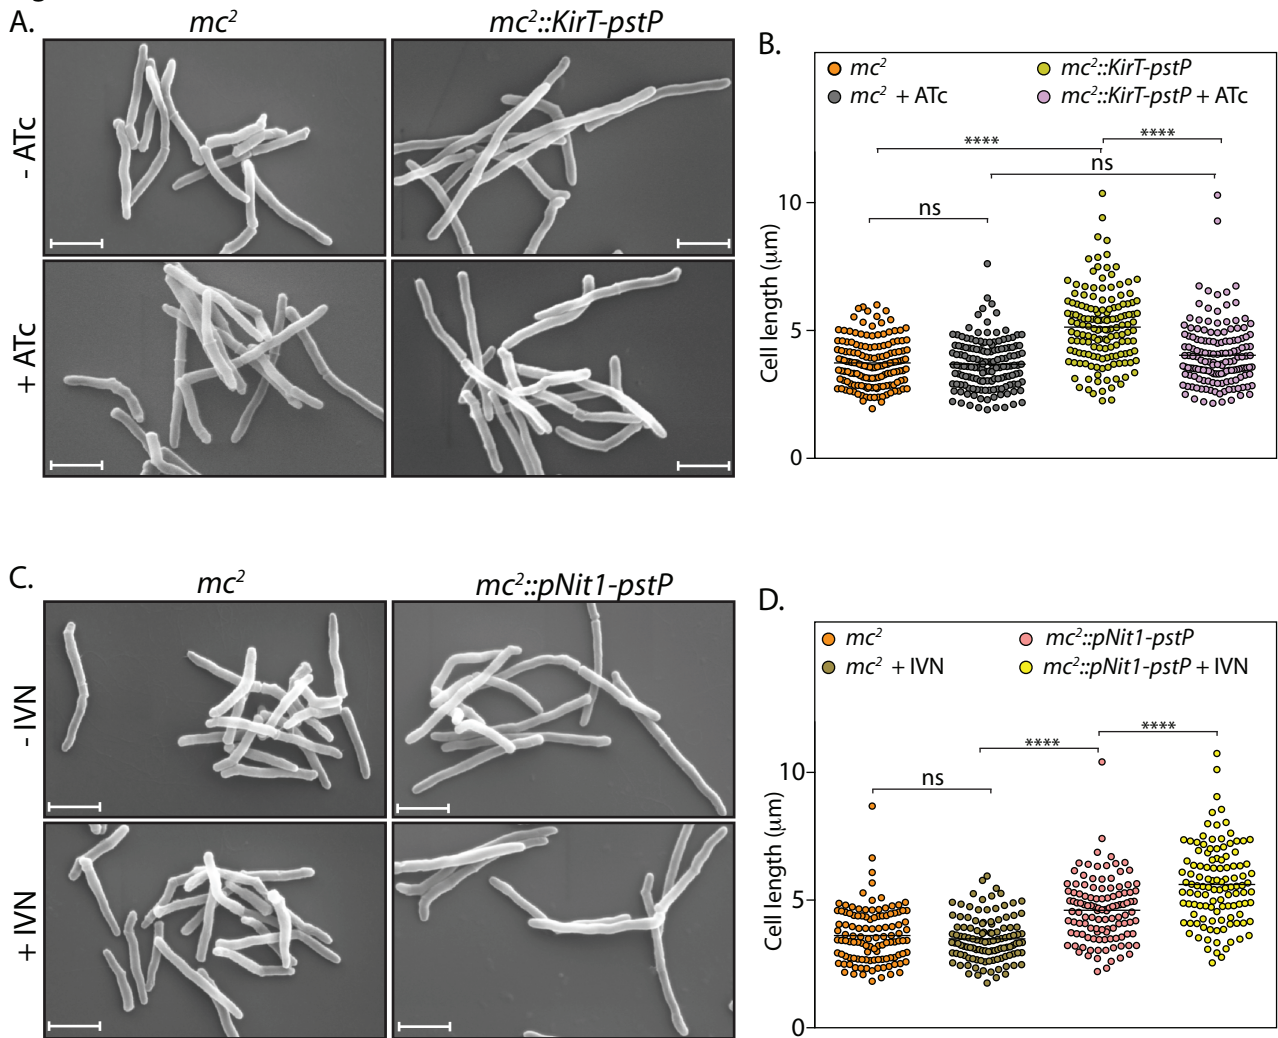 A.
mc²
mc²::KirT-pstP
- ATc
+ ATc
B.
mc²
mc²::KirT-pstP
mc² + ATc
mc²::KirT-pstP + ATc
****
****
ns
ns
10
5
0
Cell length (μm)
C.
mc²
mc²::pNit1-pstP
- IVN
+ IVN
D.
mc²
mc²::pNit1-pstP
mc² + IVN
mc²::pNit1-pstP + IVN
****
****
ns
10
5
0
Cell length (μm)